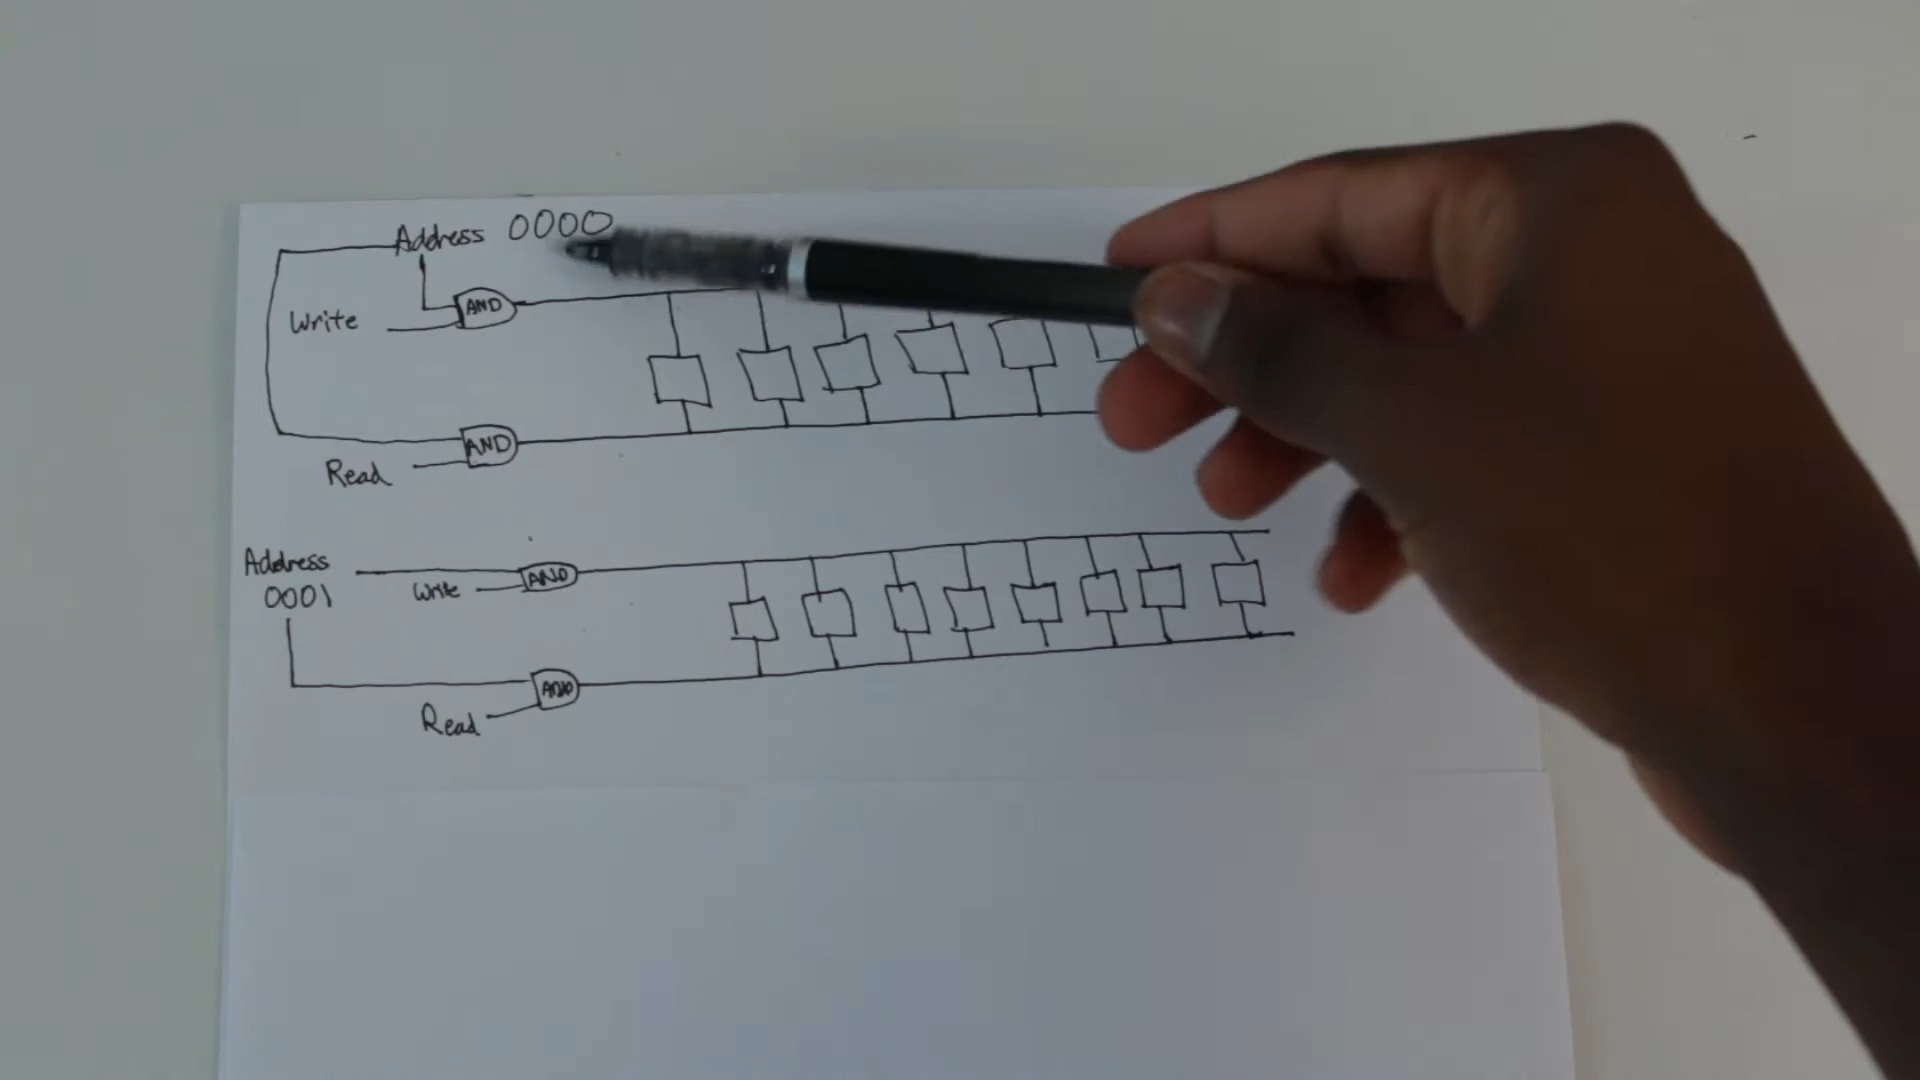 Address 0000
Write
AND
AND
Read
Address
0001
Write
AND
AND
Read